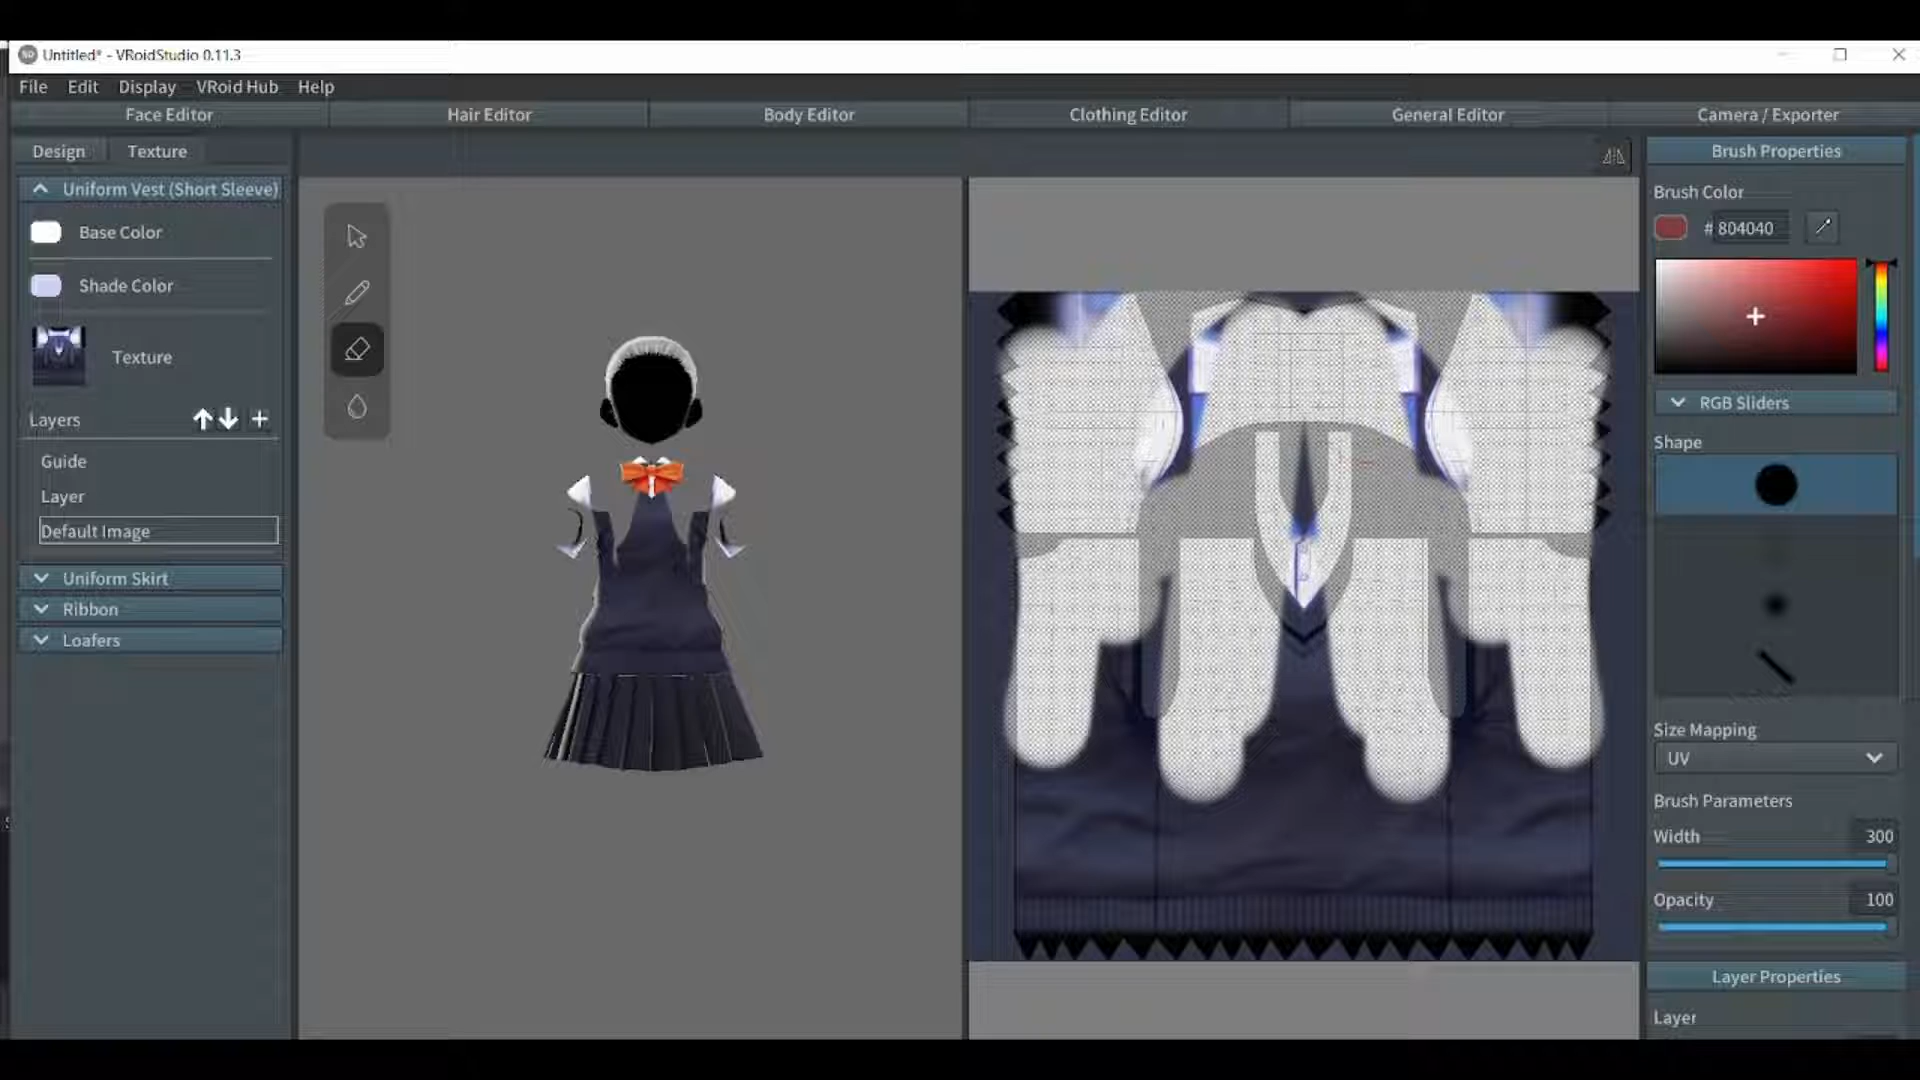 Untitled* - VRoidStudio 0.11.3
File Edit Display VRoid Hub Help
Face Editor Hair Editor Body Editor Clothing Editor General Editor Camera / Exporter
Design Texture
Uniform Vest (Short Sleeve)
Base Color
Shade Color
Texture
Layers
Guide
Layer
Default Image
Uniform Skirt
Ribbon
Loafers
Brush Properties
Brush Color
# 804040
RGB Sliders
Shape
Size Mapping
UV
Brush Parameters
Width 300
Opacity 100
Layer Properties
Layer